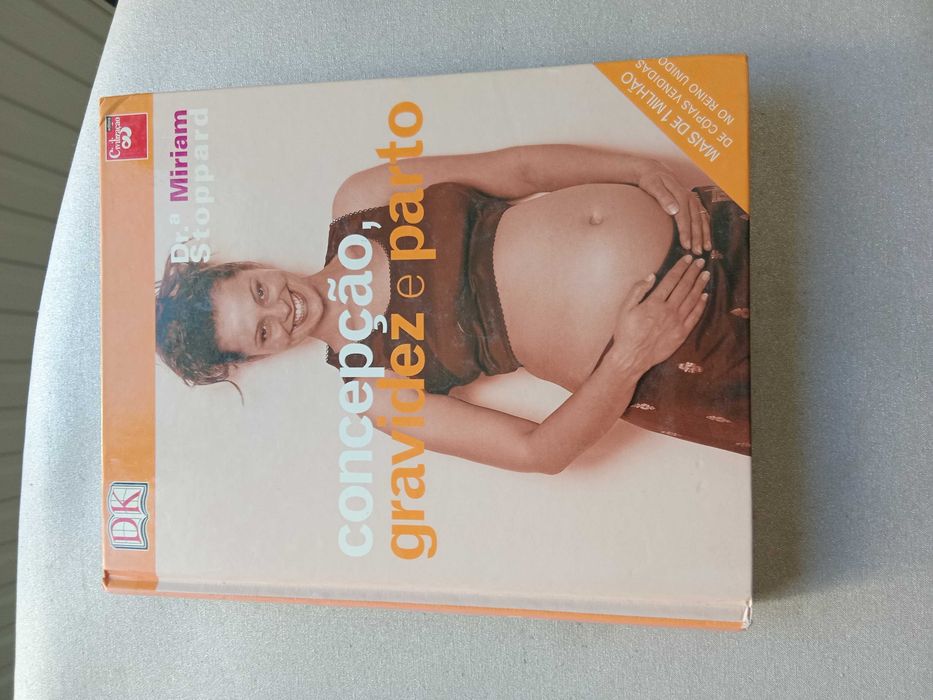 DK
Civilização
Dr.ª Miriam
Stoppard
concepção,
gravidez e parto
MAIS DE 1 MILHÃO
DE CÓPIAS VENDIDAS
NO REINO UNIDO